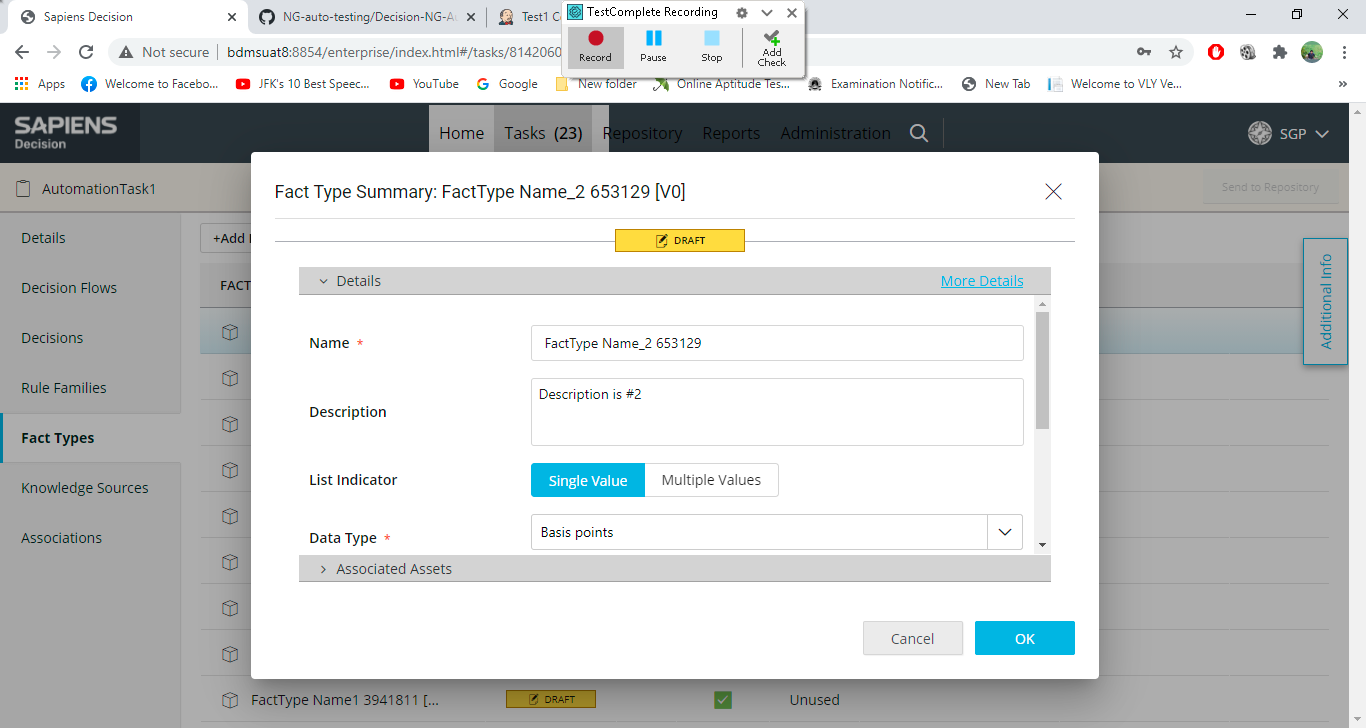 Sapiens Decision
NG-auto-testing/Decision-NG-Au
Test1 Co
TestComplete Recording
Record
Pause
Stop
Add Check
Not secure
bdmsuat8:8854/enterprise/index.html#/tasks/8142060
Apps
Welcome to Facebo...
JFK's 10 Best Speec...
YouTube
Google
New folder
Online Aptitude Tes...
Examination Notific...
New Tab
Welcome to VLY We...
SAPIENS
Decision
Home
Tasks (23)
Repository
Reports
Administration
SGP
AutomationTask1
Send to Repository
Details
Decision Flows
Decisions
Rule Families
Fact Types
Knowledge Sources
Associations
+Add
FACT
Additional Info
Fact Type Summary: FactType Name_2 653129 [V0]
DRAFT
Details
More Details
Name *
FactType Name_2 653129
Description
Description is #2
List Indicator
Single Value
Multiple Values
Data Type *
Basis points
Associated Assets
Cancel
OK
FactType Name1 3941811 [...
DRAFT
Unused